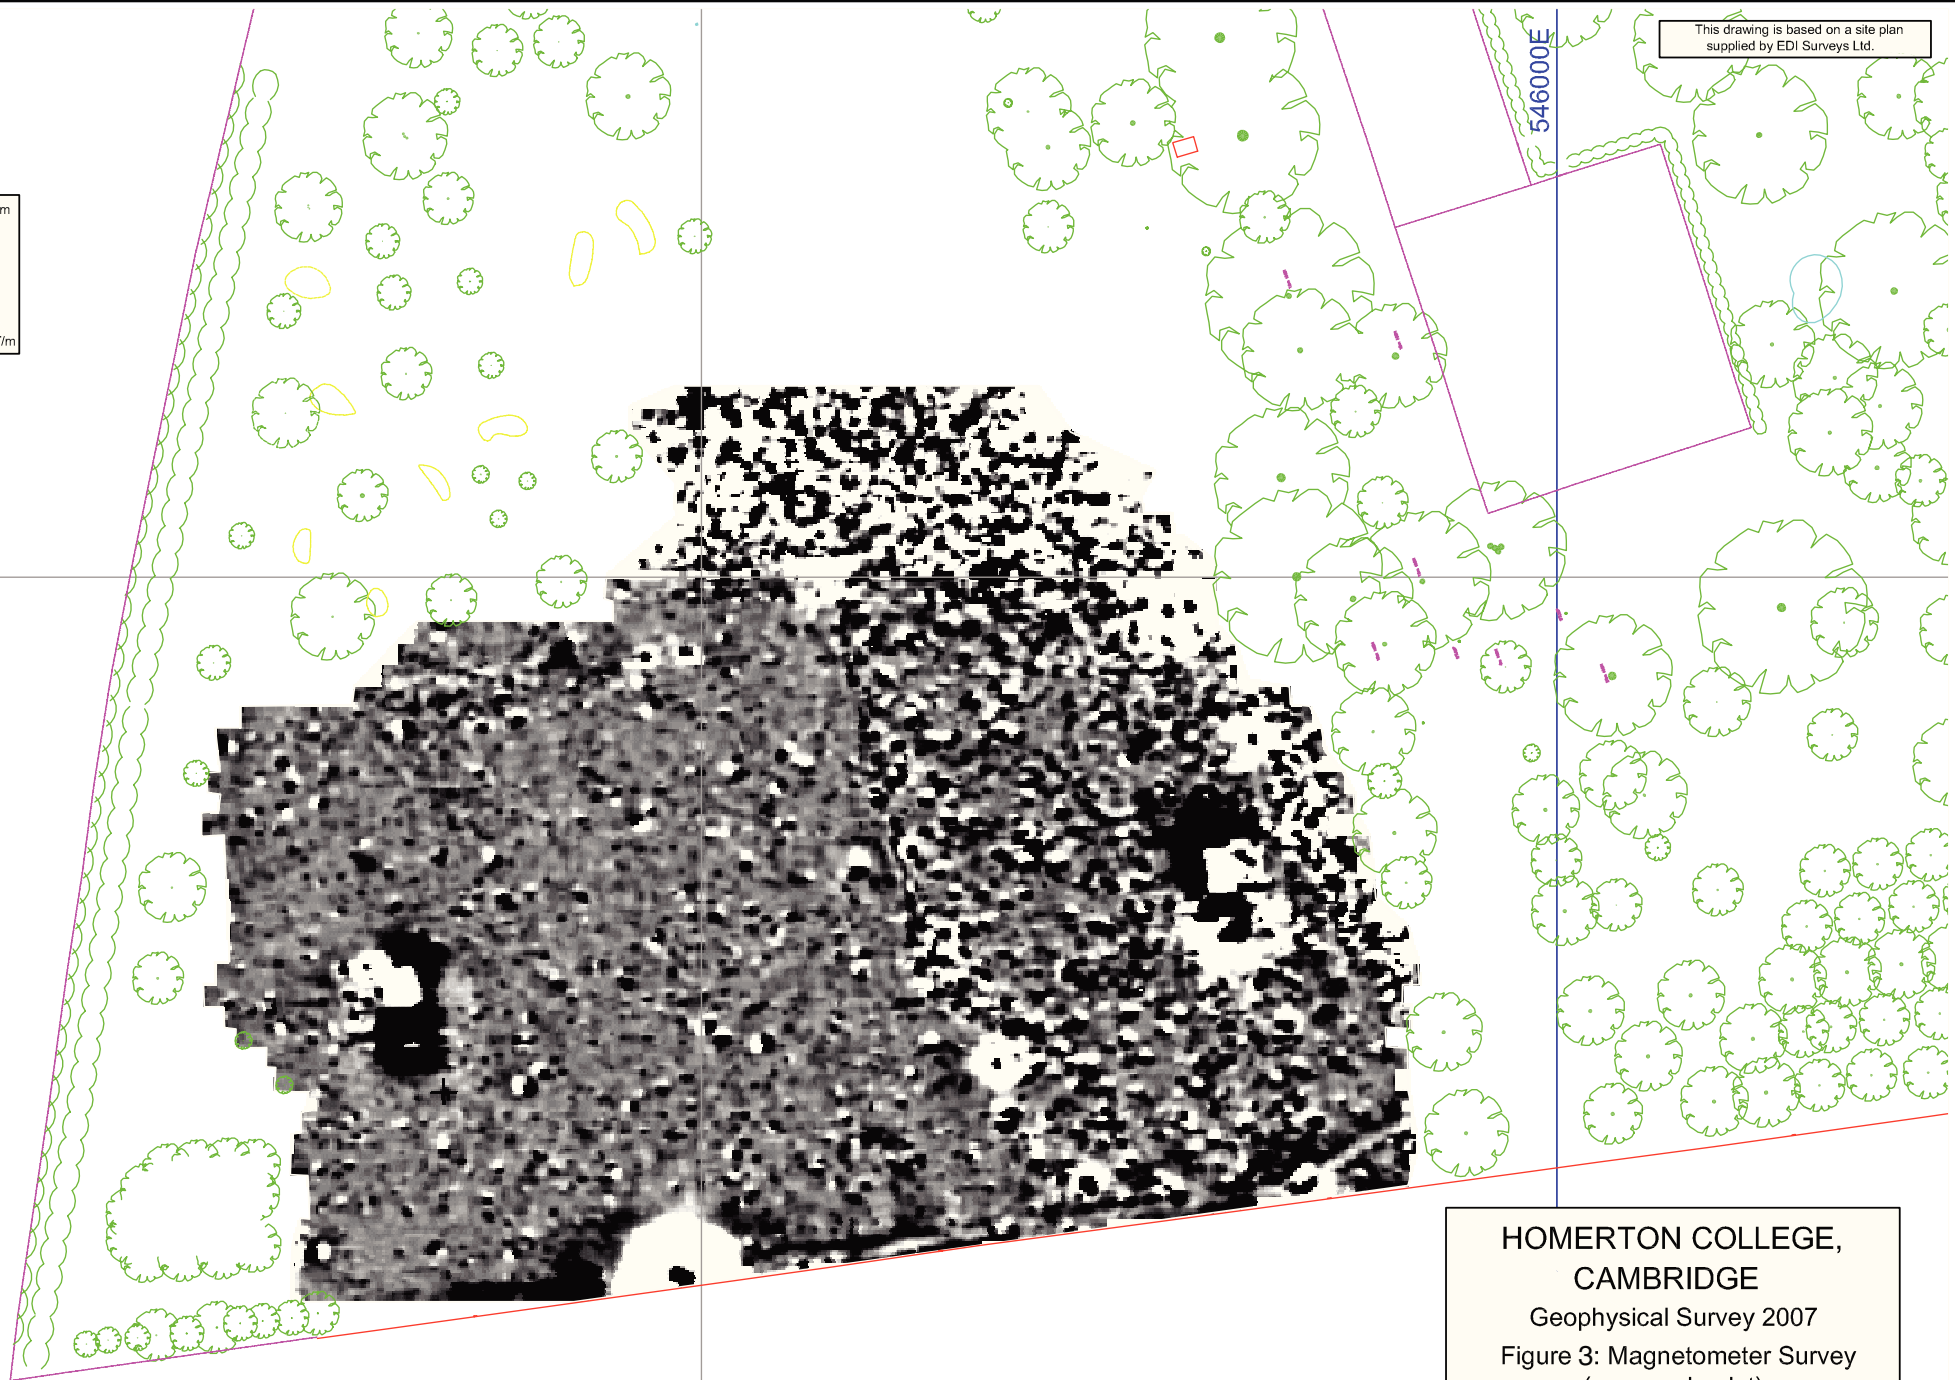 This drawing is based on a site plan
supplied by EDI Surveys Ltd.
546000E
m
/m
HOMERTON COLLEGE,
CAMBRIDGE
Geophysical Survey 2007
Figure 3: Magnetometer Survey